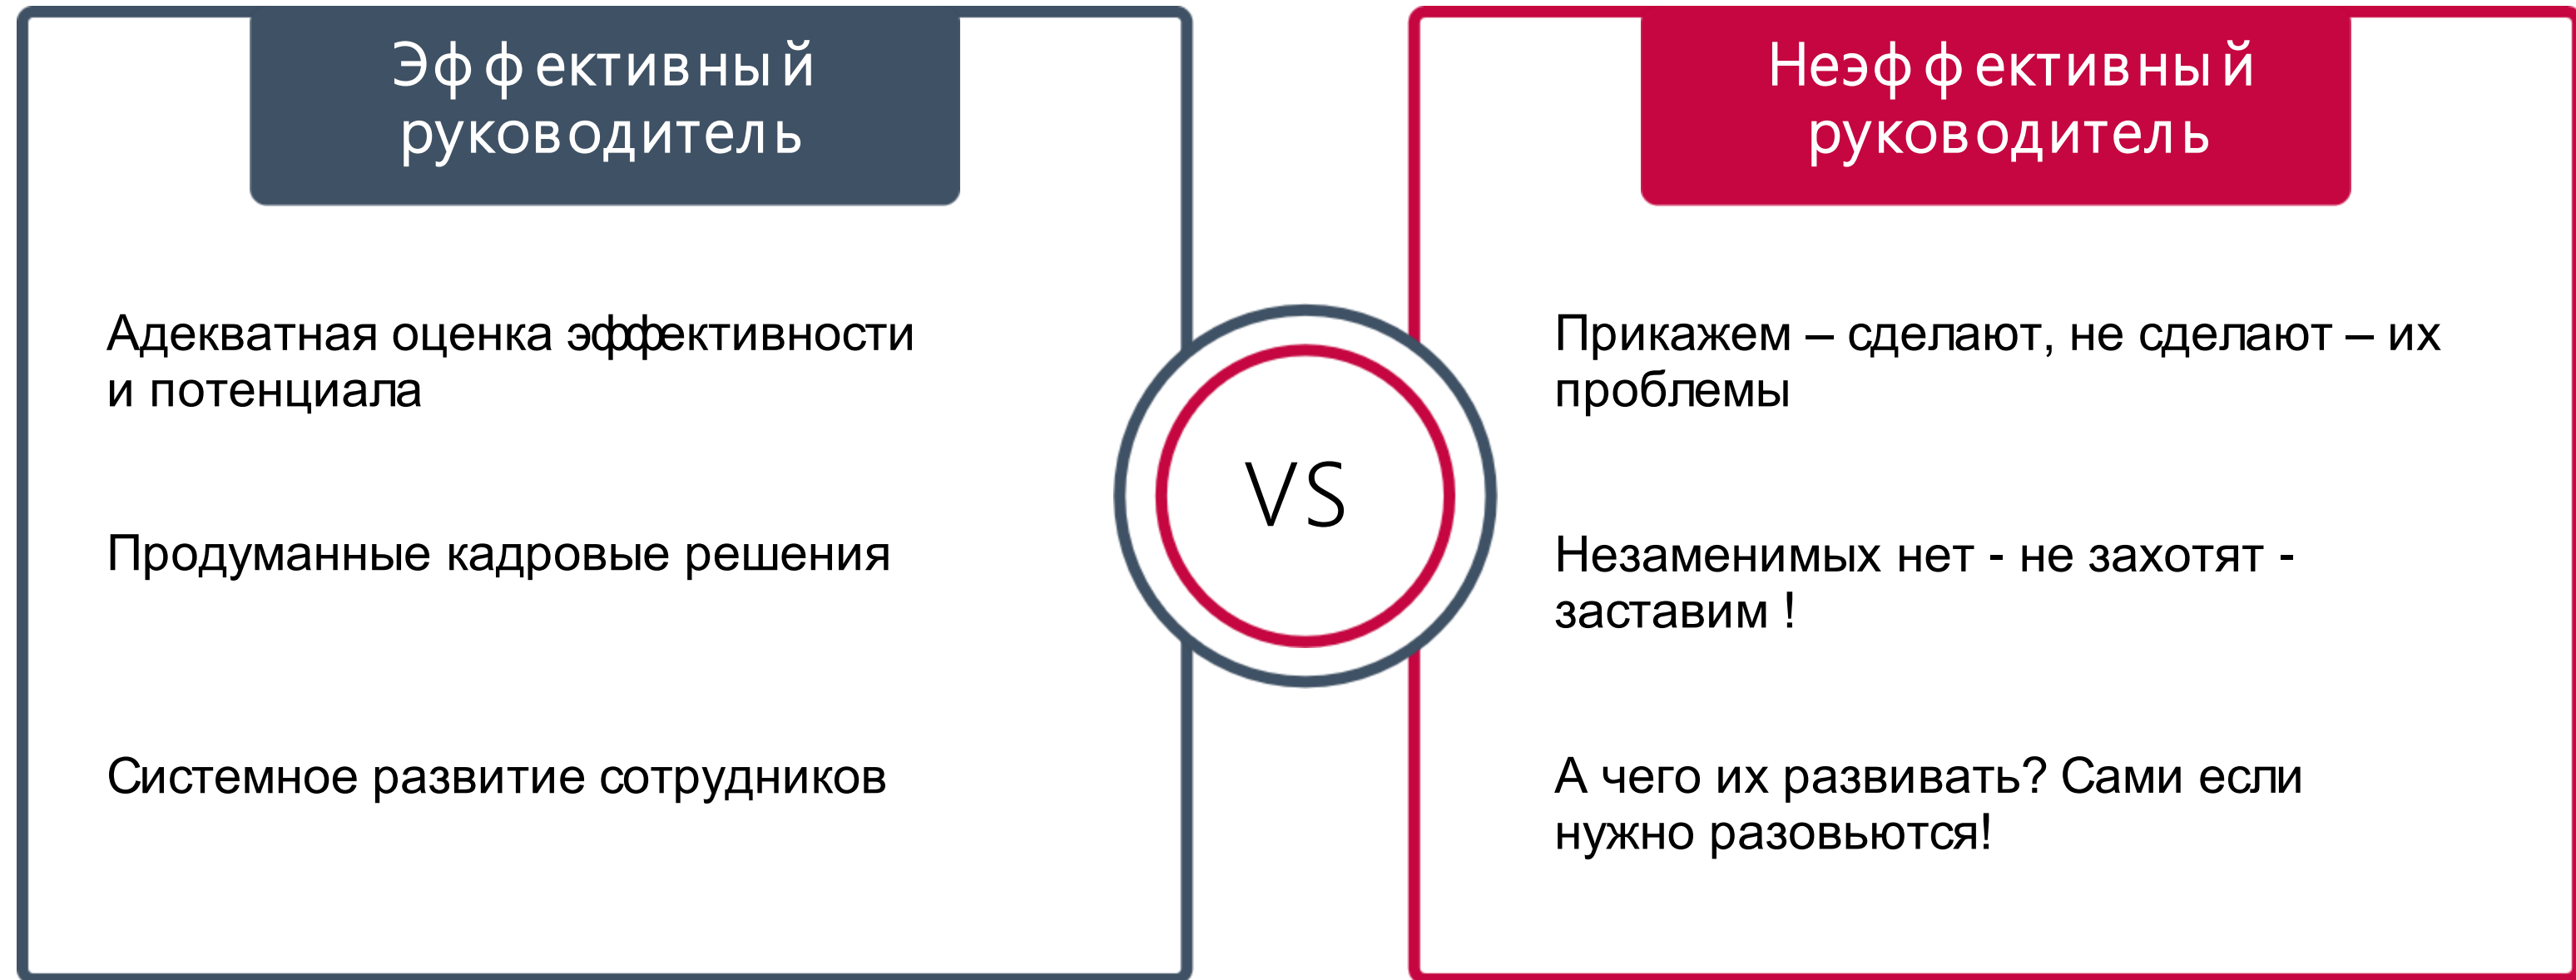 Эффективный
руководитель
Адекватная оценка эффективности
и потенциала
Продуманные кадровые решения
Системное развитие сотрудников
VS
Неэффективный
руководитель
Прикажем – сделают, не сделают – их
проблемы
Незаменимых нет - не захотят -
заставим !
А чего их развивать? Сами если
нужно разовьются!